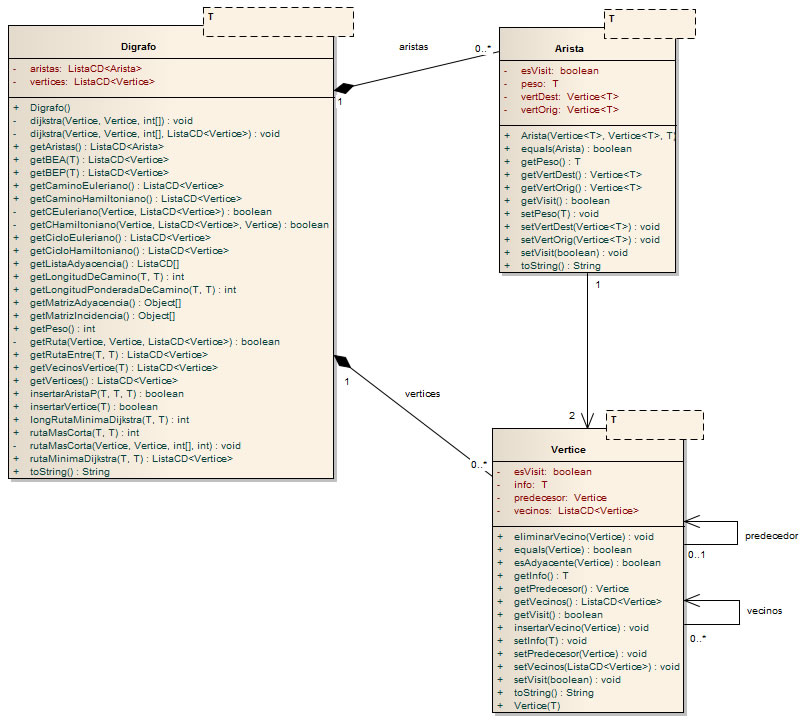 T
Digrafo
- aristas: ListaCD<Arista>
- vertices: ListaCD<Vertice>
+ Digrafo()
- dijkstra(Vertice, Vertice, int[]) : void
- dijkstra(Vertice, Vertice, int[], ListaCD<Vertice>) : void
+ getAristas() : ListaCD<Arista>
+ getBEA(T) : ListaCD<Vertice>
+ getBEP(T) : ListaCD<Vertice>
+ getCaminoEuleriano() : ListaCD<Vertice>
+ getCaminoHamiltoniano() : ListaCD<Vertice>
- getCEuleriano(Vertice, ListaCD<Vertice>) : boolean
- getCHamiltoniano(Vertice, ListaCD<Vertice>, Vertice) : boolean
+ getCicloEuleriano() : ListaCD<Vertice>
+ getCicloHamiltoniano() : ListaCD<Vertice>
+ getListaAdyacencia() : ListaCD[]
+ getLongitudDeCamino(T, T) : int
+ getLongitudPonderadaDeCamino(T, T) : int
+ getMatrizAdyacencia() : Object[]
+ getMatrizIncidencia() : Object[]
+ getPeso() : int
- getRuta(Vertice, Vertice, ListaCD<Vertice>) : boolean
+ getRutaEntre(T, T) : ListaCD<Vertice>
+ getVecinosVertice(T) : ListaCD<Vertice>
+ getVertices() : ListaCD<Vertice>
+ insertarAristaP(T, T, T) : boolean
+ insertarVertice(T) : boolean
+ longRutaMinimaDijkstra(T, T) : int
+ rutaMasCorta(T, T) : int
- rutaMasCorta(Vertice, Vertice, int[], int) : void
+ rutaMinimaDijkstra(T, T) : ListaCD<Vertice>
+ toString() : String
aristas
0..*
1
T
Arista
- esVisit: boolean
- peso: T
- vertDest: Vertice<T>
- vertOrig: Vertice<T>
+ Arista(Vertice<T>, Vertice<T>, T)
+ equals(Arista) : boolean
+ getPeso() : T
+ getVertDest() : Vertice<T>
+ getVertOrig() : Vertice<T>
+ getVisit() : boolean
+ setPeso(T) : void
+ setVertDest(Vertice<T>) : void
+ setVertOrig(Vertice<T>) : void
+ setVisit(boolean) : void
+ toString() : String
1
2
1
vertices
0..*
T
Vertice
- esVisit: boolean
- info: T
- predecesor: Vertice
- vecinos: ListaCD<Vertice>
+ eliminarVecino(Vertice) : void
+ equals(Vertice) : boolean
+ esAdyacente(Vertice) : boolean
+ getInfo() : T
+ getPredecesor() : Vertice
+ getVecinos() : ListaCD<Vertice>
+ getVisit() : boolean
+ insertarVecino(Vertice) : void
+ setInfo(T) : void
+ setPredecesor(Vertice) : void
+ setVecinos(ListaCD<Vertice>) : void
+ setVisit(boolean) : void
+ toString() : String
+ Vertice(T)
predecedor
0..1
vecinos
0..*